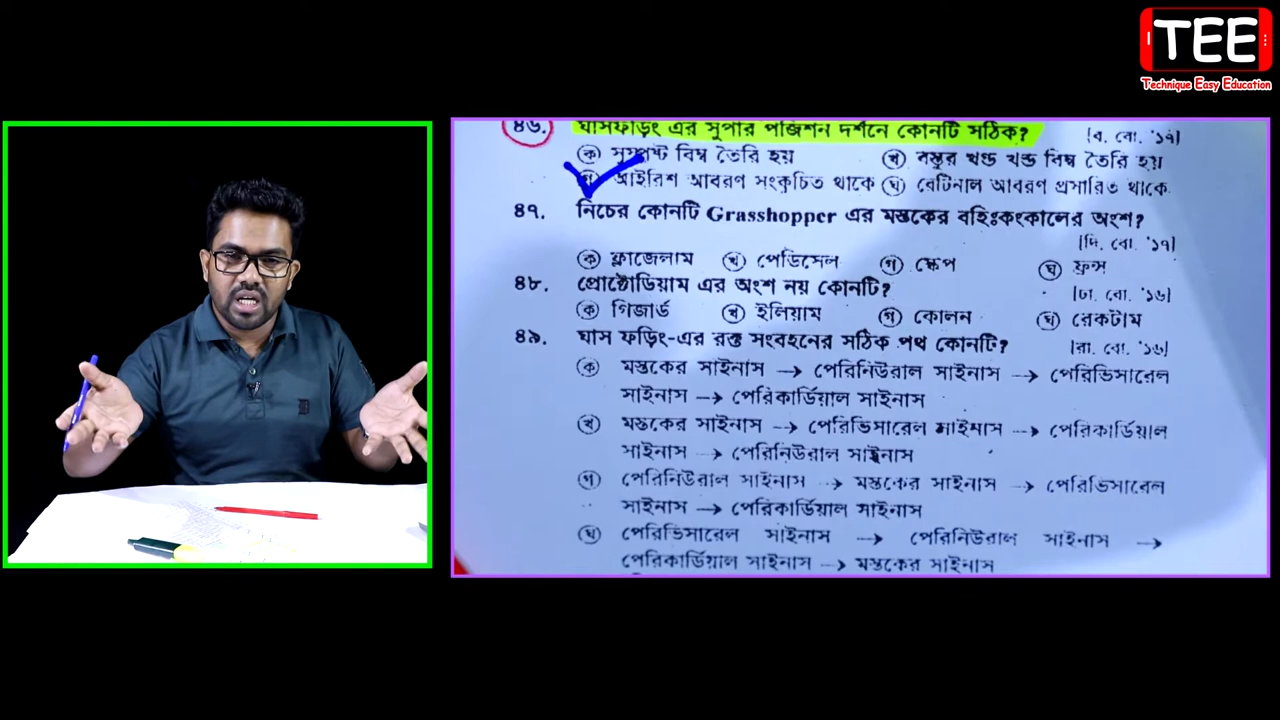 TEE
Technique Easy Education
৪৬. ঘাসফড়িং এর সুপার পজিশন দর্শনে কোনটি সঠিক? [ব. বো. '১৭]
ক সুস্পষ্ট বিম্ব তৈরি হয় খ বস্তুর খণ্ড খন্ড বিম্ব তৈরি হয়
গ আইরিশ আবরণ সংকুচিত থাকে ঘ রেটিনাল আবরণ প্রসারিত থাকে
৪৭. নিচের কোনটি Grasshopper এর মস্তকের বহিঃকংকালের অংশ?
[দি. বো. '১৭]
ক ফ্লাজেলাম খ পেডিসেল গ স্কেপ ঘ ফ্রন্স
৪৮. প্রোক্টোডিয়াম এর অংশ নয় কোনটি? [ঢা. বো. '১৬]
ক গিজার্ড খ ইলিয়াম গ কোলন ঘ রেকটাম
৪৯. ঘাস ফড়িং-এর রক্ত সংবহনের সঠিক পথ কোনটি? [রা. বো. '১৬]
ক মস্তকের সাইনাস → পেরিনিউরাল সাইনাস → পেরিভিসারেল
সাইনাস → পেরিকার্ডিয়াল সাইনাস
খ মস্তকের সাইনাস → পেরিভিসারেল সাইনাস → পেরিকার্ডিয়াল
সাইনাস → পেরিনিউরাল সাইনাস
গ পেরিনিউরাল সাইনাস → মস্তকের সাইনাস → পেরিভিসারেল
সাইনাস → পেরিকার্ডিয়াল সাইনাস
ঘ পেরিভিসারেল সাইনাস → পেরিনিউরাল সাইনাস →
পেরিকার্ডিয়াল সাইনাস → মস্তকের সাইনাস